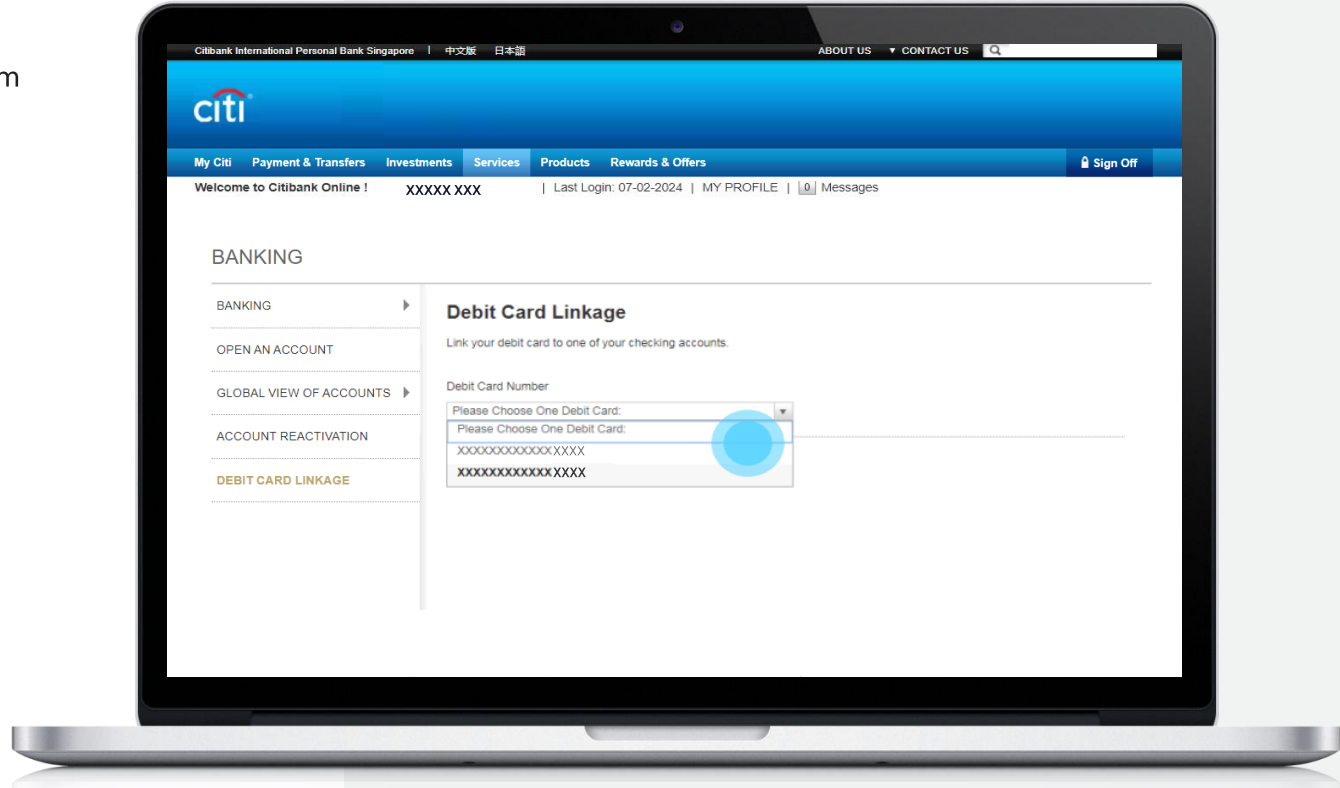 m
Citibank International Personal Bank Singapore | 中文版 日本語 ABOUT US ▼ CONTACT US
citi
My Citi Payment & Transfers Investments Services Products Rewards & Offers Sign Off
Welcome to Citibank Online ! XXXXX XXX | Last Login: 07-02-2024 | MY PROFILE | 0 Messages
BANKING
BANKING
OPEN AN ACCOUNT
GLOBAL VIEW OF ACCOUNTS
ACCOUNT REACTIVATION
DEBIT CARD LINKAGE
Debit Card Linkage
Link your debit card to one of your checking accounts.
Debit Card Number
Please Choose One Debit Card:
Please Choose One Debit Card:
XXXXXXXXXXXXXXXX
XXXXXXXXXXXXXXXX